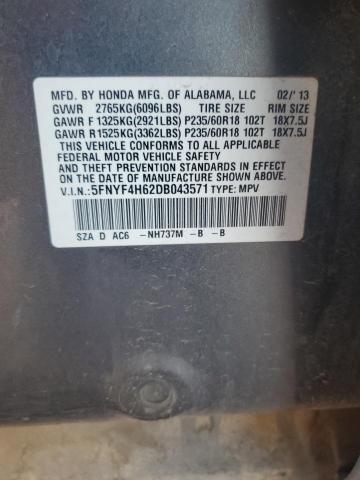 MFD. BY HONDA MFG. OF ALABAMA, LLC 02/'13
GVWR 2765KG(6096LBS) TIRE SIZE RIM SIZE
GAWR F 1325KG(2921LBS) P235/60R18 102T 18X7.5J
GAWR R1525KG(3362LBS) P235/60R18 102T 18X7.5J
THIS VEHICLE CONFORMS TO ALL APPLICABLE
FEDERAL MOTOR VEHICLE SAFETY
AND THEFT PREVENTION STANDARDS IN EFFECT
ON THE DATE OF MANUFACTURE SHOWN ABOVE.
V.I.N.:5FNYF4H62DB043571 TYPE: MPV
SZA D AC6 -NH737M -B -B